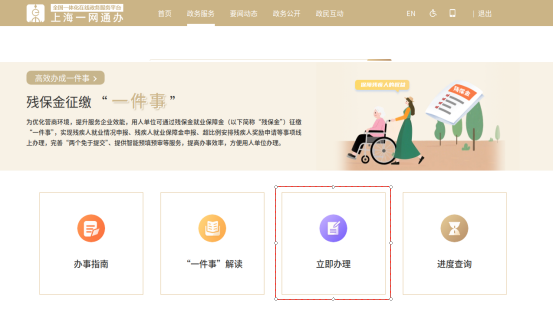 全国一体化在线政务服务平台
上海一网通办
首页 政务服务 要闻动态 政务公开 政民互动 EN 退出
高效办成一件事 >
残保金征缴 “一件事”
为优化营商环境，提升服务企业效能，用人单位可通过残保金就业保障金（以下简称“残保金”）征缴
“一件事”，实现残疾人就业情况申报、残疾人就业保障金申报、超比例安排残疾人奖励申请等事项线
上办理，完善“两个免于提交”，提供智能预填预审等服务，提高办事效率，方便用人单位办理。
残保金
办事指南 “一件事”解读 立即办理 进度查询